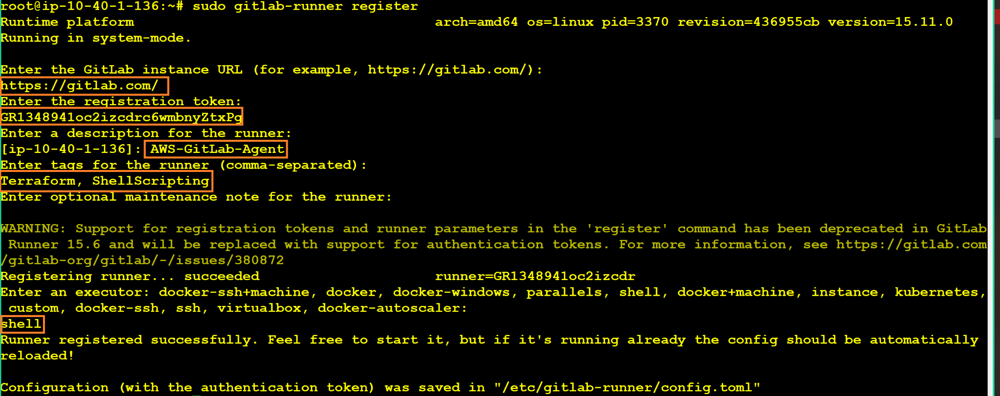 root@ip-10-40-1-136:~# sudo gitlab-runner register
Runtime platform                                    arch=amd64 os=linux pid=3370 revision=436955cb version=15.11.0
Running in system-mode.

Enter the GitLab instance URL (for example, https://gitlab.com/):
https://gitlab.com/
Enter the registration token:
GR1348941oc2izcdrc6wmbnyZtxPg
Enter a description for the runner:
[ip-10-40-1-136]: AWS-GitLab-Agent
Enter tags for the runner (comma-separated):
Terraform, ShellScripting
Enter optional maintenance note for the runner:

WARNING: Support for registration tokens and runner parameters in the 'register' command has been deprecated in GitLab
 Runner 15.6 and will be replaced with support for authentication tokens. For more information, see https://gitlab.com
/gitlab-org/gitlab/-/issues/380872
Registering runner... succeeded                     runner=GR1348941oc2izcdr
Enter an executor: docker-ssh+machine, docker, docker-windows, parallels, shell, docker+machine, instance, kubernetes,
 custom, docker-ssh, ssh, virtualbox, docker-autoscaler:
shell
Runner registered successfully. Feel free to start it, but if it's running already the config should be automatically
reloaded!

Configuration (with the authentication token) was saved in "/etc/gitlab-runner/config.toml"